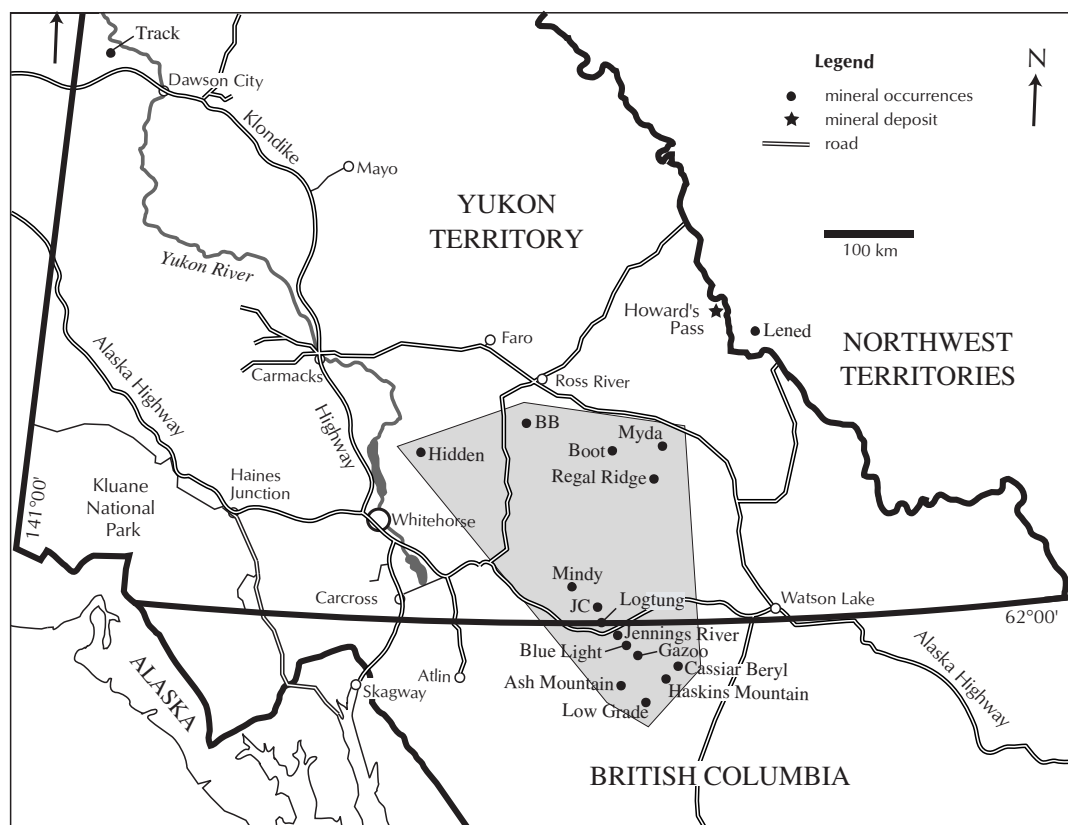 Track
Dawson City
Klondike
Mayo
Legend
mineral occurrences
mineral deposit
road
N
YUKON
TERRITORY
100 km
Yukon River
Howard's
Pass
Lened
NORTHWEST
TERRITORIES
Faro
Ross River
Carmacks
Alaska Highway
Highway
BB
Myda
Boot
Hidden
Regal Ridge
Haines
Junction
Kluane
National
Park
141°00'
Whitehorse
Mindy
JC
Logtung
Watson Lake
62°00'
Carcross
Jennings River
Blue Light
Gazoo
Cassiar Beryl
Ash Mountain
Haskins Mountain
Low Grade
Atlin
Skagway
ALASKA
Alaska Highway
BRITISH COLUMBIA